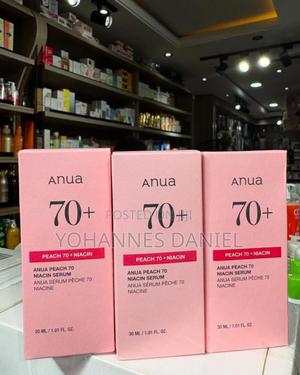 Anua
70+
PEACH 70 + NIACIN
ANUA PEACH 70
NIACIN SERUM
ANUA SÉRUM PÊCHE 70
NIACINE
30 ML / 1.01 FL. OZ.
Anua
70+
PEACH 70 + NIACIN
ANUA PEACH 70
NIACIN SERUM
ANUA SÉRUM PÊCHE 70
NIACINE
30 ML / 1.01 FL. OZ.
Anua
70+
PEACH 70 + NIACIN
ANUA PEACH 70
NIACIN SERUM
ANUA SÉRUM PÊCHE 70
NIACINE
30 ML / 1.01 FL. OZ.
YOHANNES DANIEL